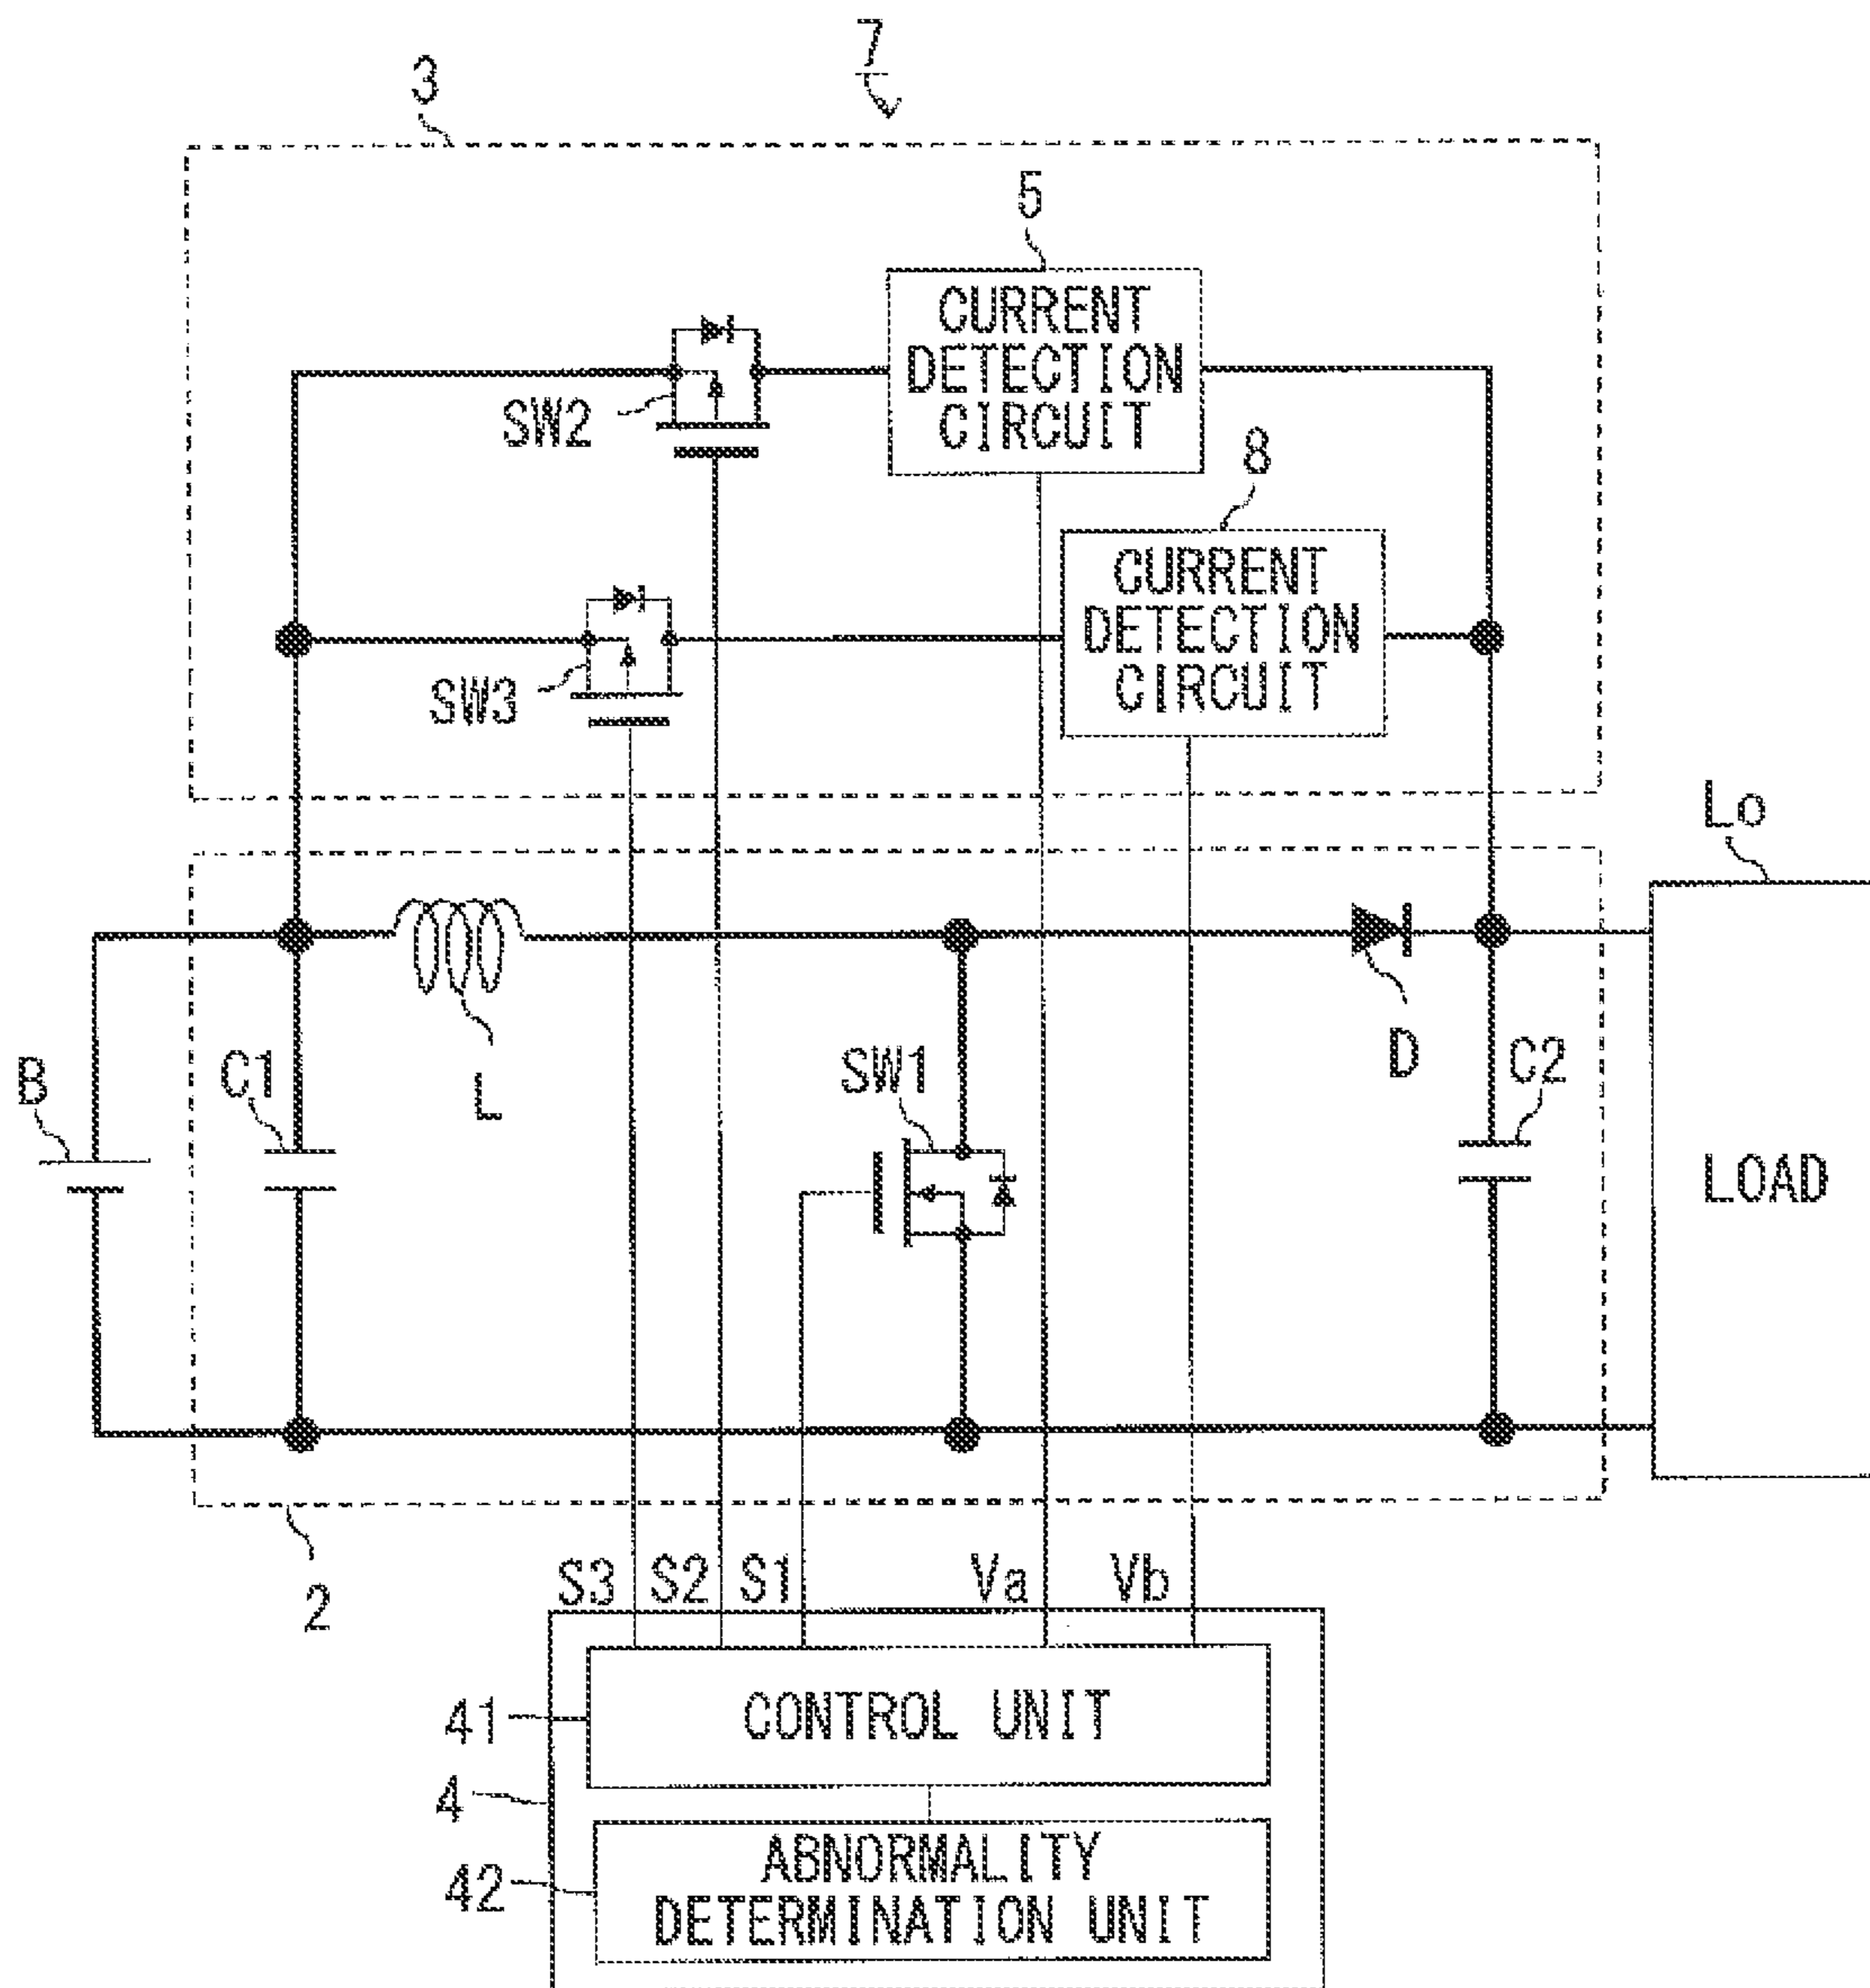 7
3
5
CURRENT
DETECTION
CIRCUIT
SW2
8
CURRENT
DETECTION
CIRCUIT
SW3
Lo
B
C1
L
SW1
D
C2
LOAD
2
S3 S2 S1 Va Vb
41
CONTROL UNIT
4
42
ABNORMALITY
DETERMINATION UNIT